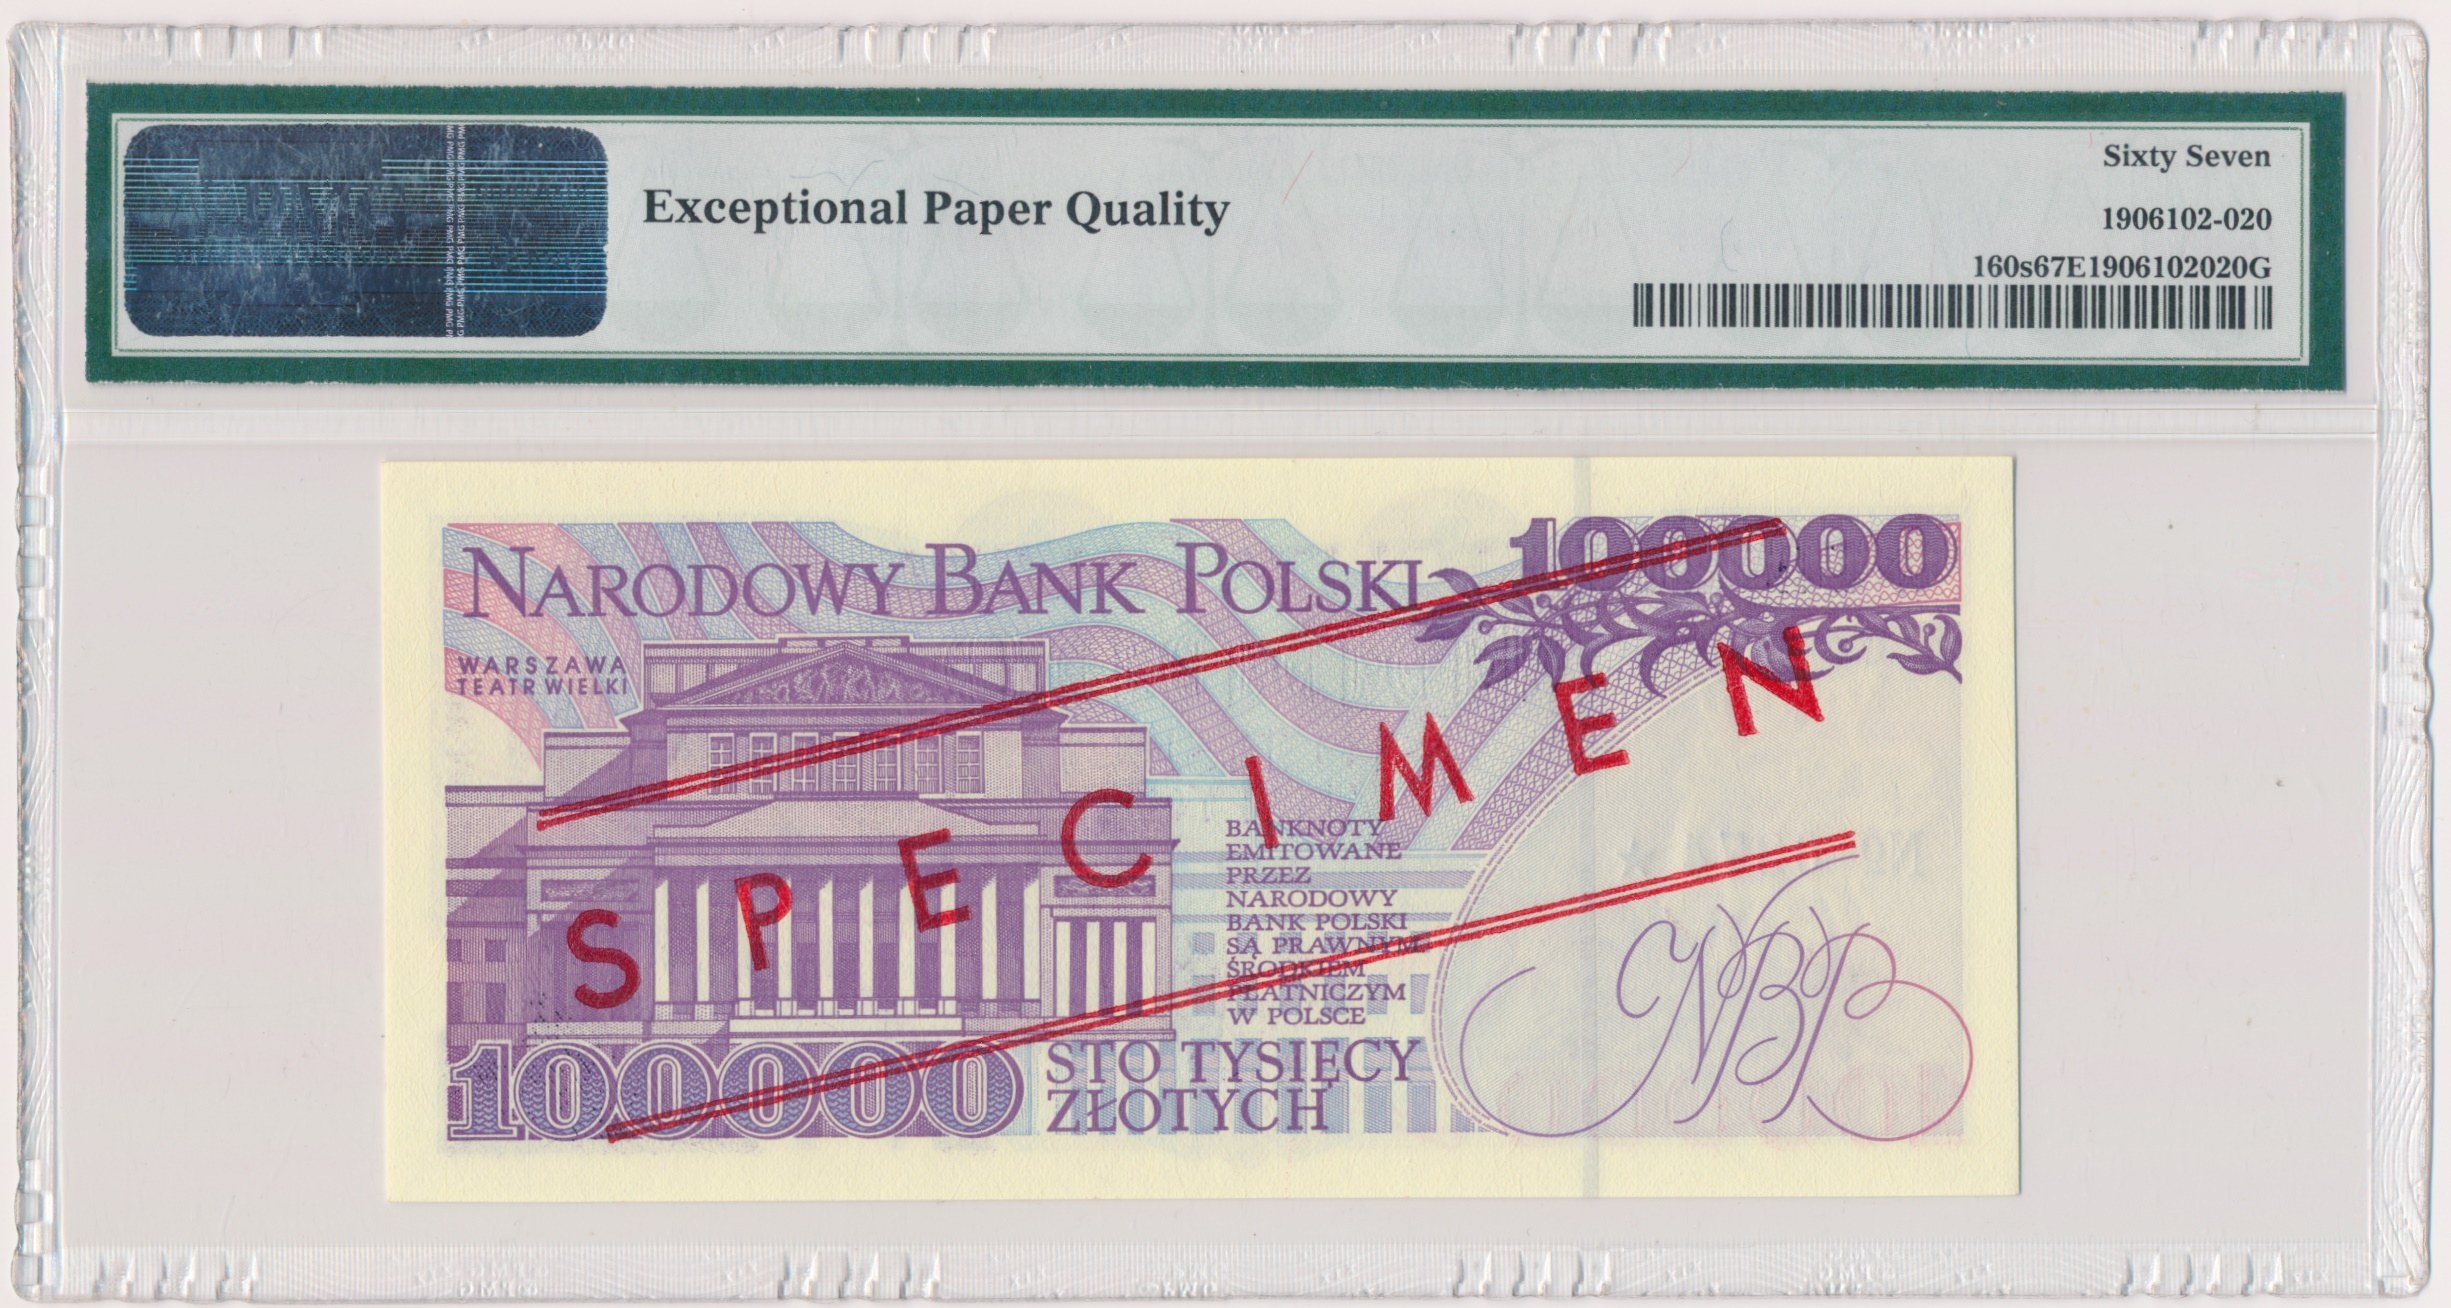 Exceptional Paper Quality
Sixty Seven
1906102-020
160s67E1906102020G
NARODOWY BANK POLSKI
100000
WARSZAWA
TEATR WIELKI
SPECIMEN
BANKNOTY
EMITOWANE
PRZEZ
NARODOWY
BANK POLSKI
SĄ PRAWNYM
ŚRODKIEM
PŁATNICZYM
W POLSCE
100000
STO TYSIĘCY
ZŁOTYCH
NBP